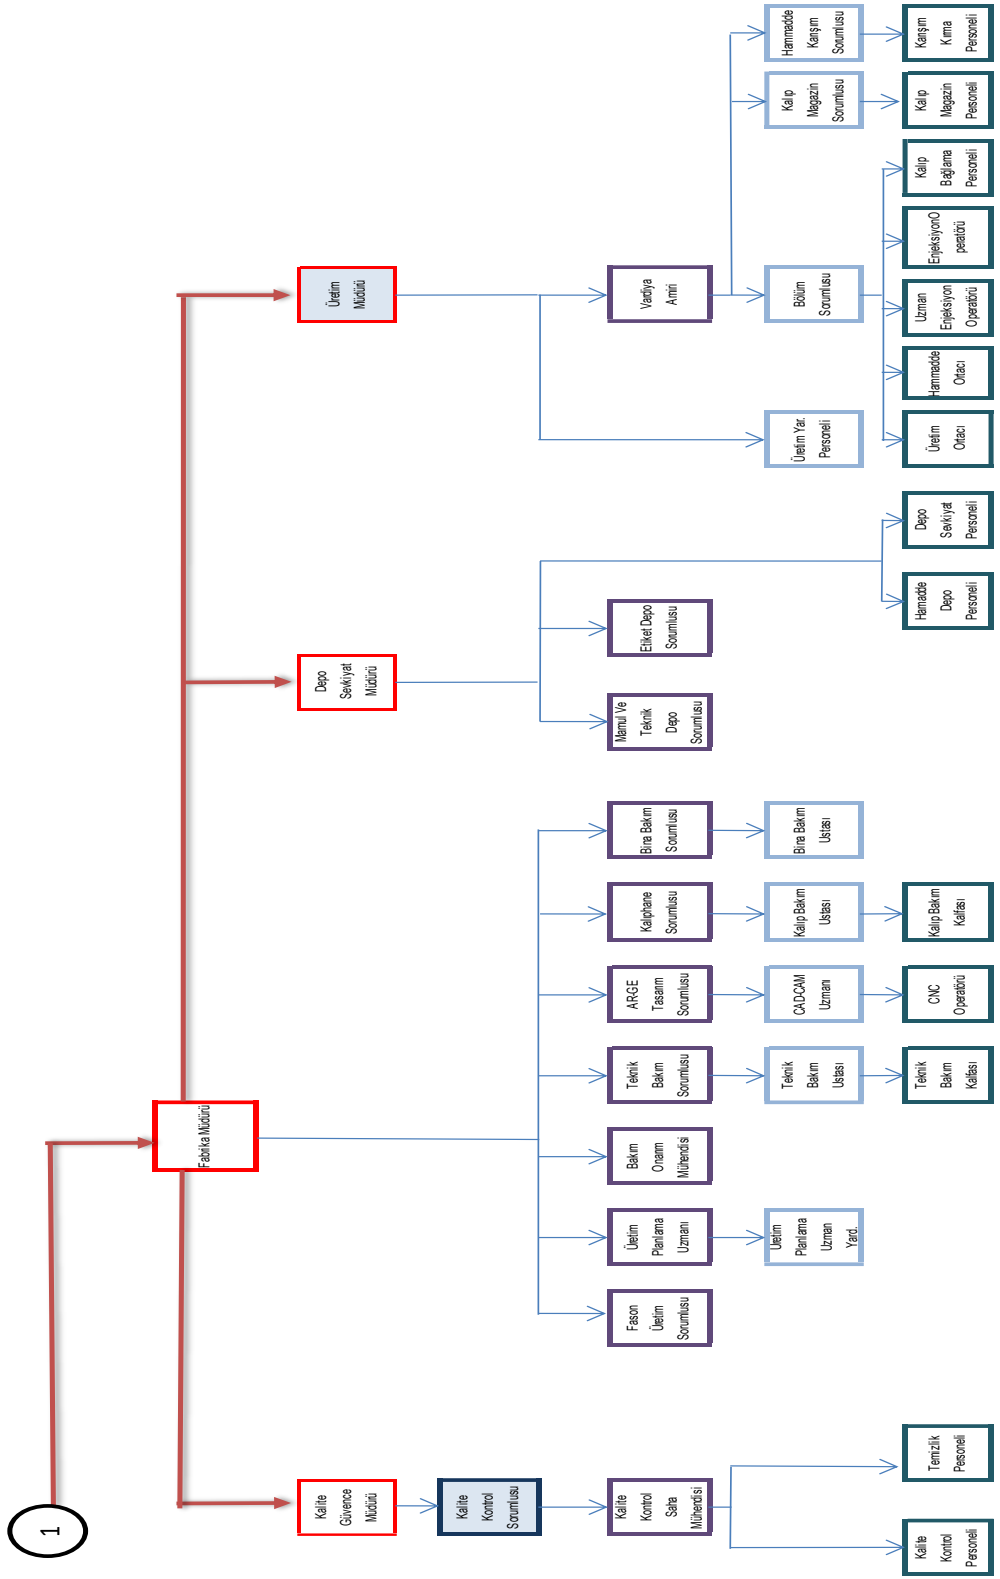 1
Fabrika Müdürü
Kalite
Güvence
Müdürü
Depo
Sevkiyat
Müdürü
Üretim
Müdürü
Kalite
Kontrol
Sorumlusu
Kalite
Kontrol
Saha
Mühendisi
Fason
Üretim
Sorumlusu
Üretim
Planlama
Uzmanı
Bakım
Onarım
Mühendisi
Teknik
Bakım
Sorumlusu
ARGE
Tasarım
Sorumlusu
Kalıphane
Sorumlusu
Bina Bakım
Sorumlusu
Mamul Ve
Teknik
Depo
Sorumlusu
Etiket Depo
Sorumlusu
Vardiya
Amiri
Üretim
Planlama
Uzman
Yard.
Teknik
Bakım
Ustası
CAD-CAM
Uzmanı
Kalıp Bakım
Ustası
Bina Bakım
Ustası
Üretim Yar.
Personeli
Bölüm
Sorumlusu
Kalıp
Magazin
Sorumlusu
Hammadde
Karışım
Sorumlusu
Kalite
Kontrol
Personeli
Temizlik
Personeli
Teknik
Bakım
Kalfası
CNC
Operatörü
Kalıp Bakım
Kalfası
Hamadde
Depo
Personeli
Depo
Sevkiyat
Personeli
Üretim
Ortacı
Hammadde
Ortacı
Uzman
Enjeksiyon
Operatörü
EnjeksiyonO
peratörü
Kalıp
Bağlama
Personeli
Kalıp
Magazin
Personeli
Karışım
Kırma
Personeli